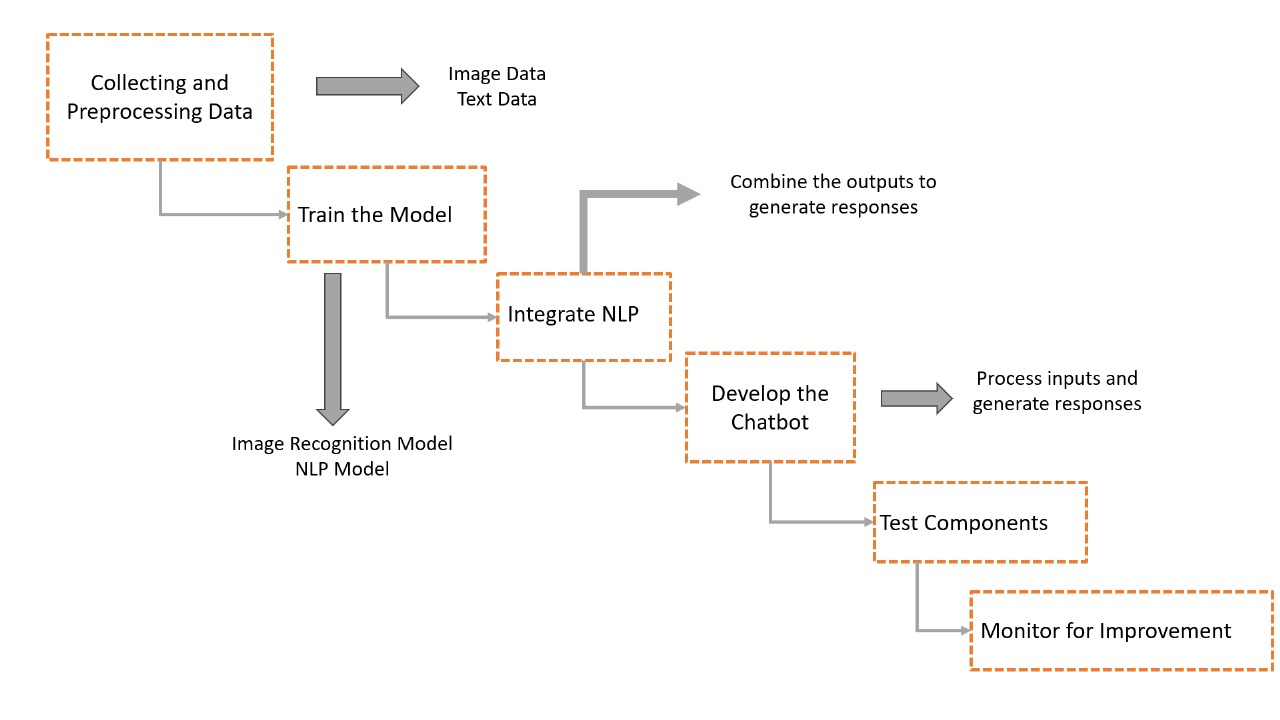 Collecting and
Preprocessing Data
Image Data
Text Data
Train the Model
Combine the outputs to
generate responses
Integrate NLP
Image Recognition Model
NLP Model
Develop the
Chatbot
Process inputs and
generate responses
Test Components
Monitor for Improvement